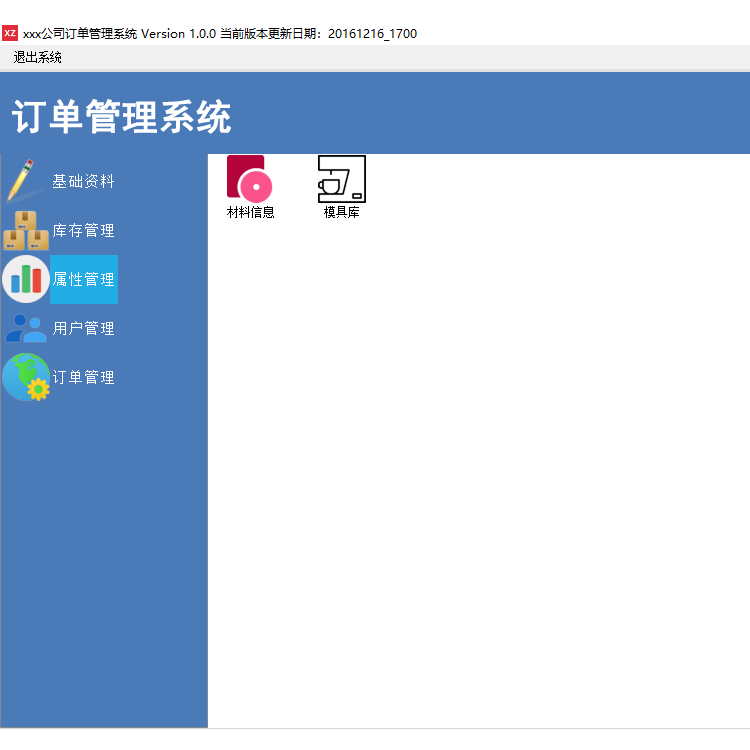 XZ xxx公司订单管理系统 Version 1.0.0 当前版本更新日期：20161216_1700
退出系统
订单管理系统
基础资料
库存管理
属性管理
用户管理
订单管理
材料信息
模具库